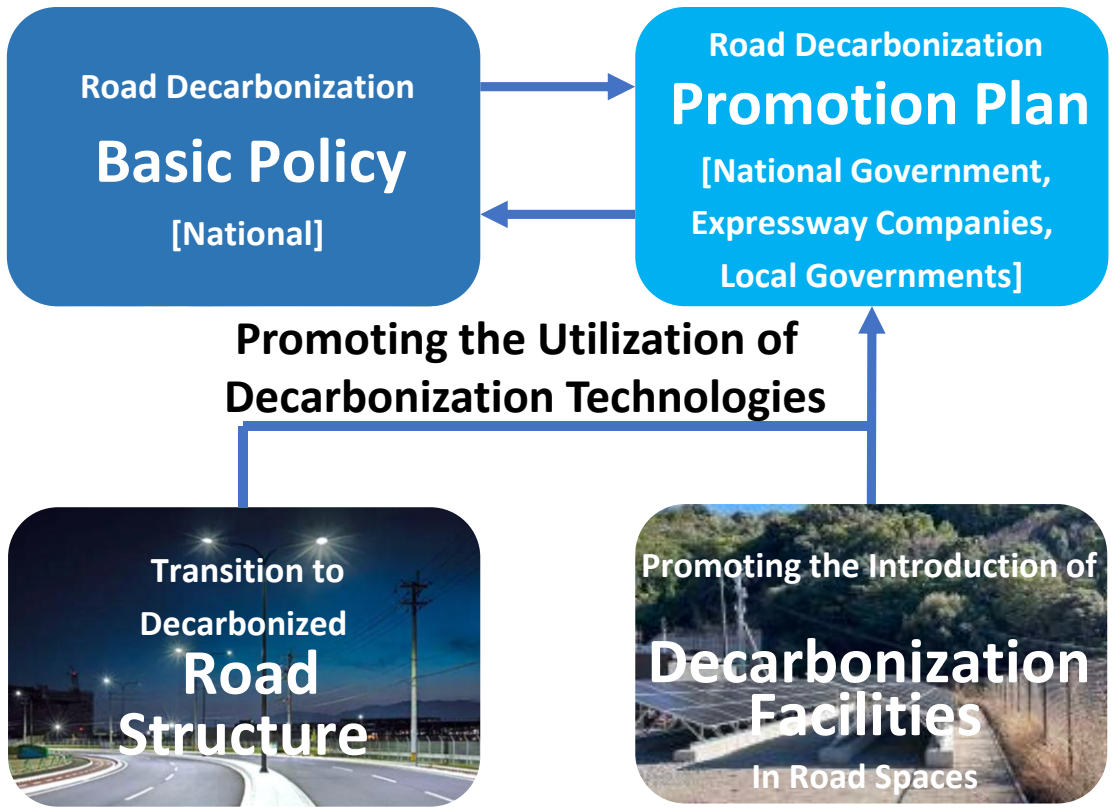 Road Decarbonization
Basic Policy
[National]
Road Decarbonization
Promotion Plan
[National Government,
Expressway Companies,
Local Governments]
Promoting the Utilization of
Decarbonization Technologies
Transition to
Decarbonized
Road
Structure
Promoting the Introduction of
Decarbonization
Facilities
In Road Spaces